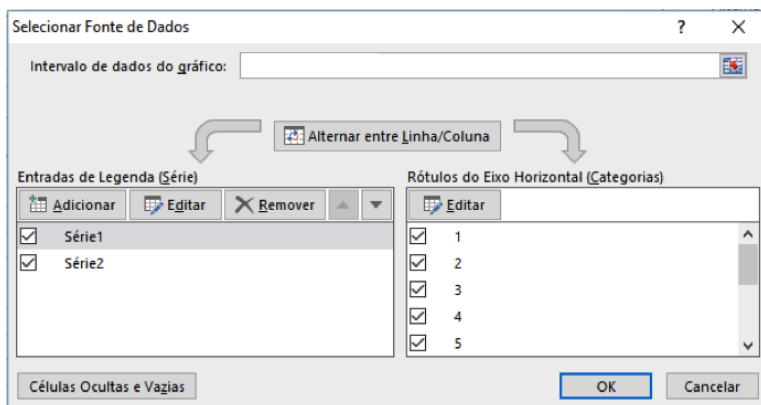 Selecionar Fonte de Dados ? X
Intervalo de dados do gráfico:
Alternar entre Linha/Coluna
Entradas de Legenda (Série)
Adicionar Editar Remover
Série1
Série2
Rótulos do Eixo Horizontal (Categorias)
Editar
1
2
3
4
5
Células Ocultas e Vazias
OK Cancelar